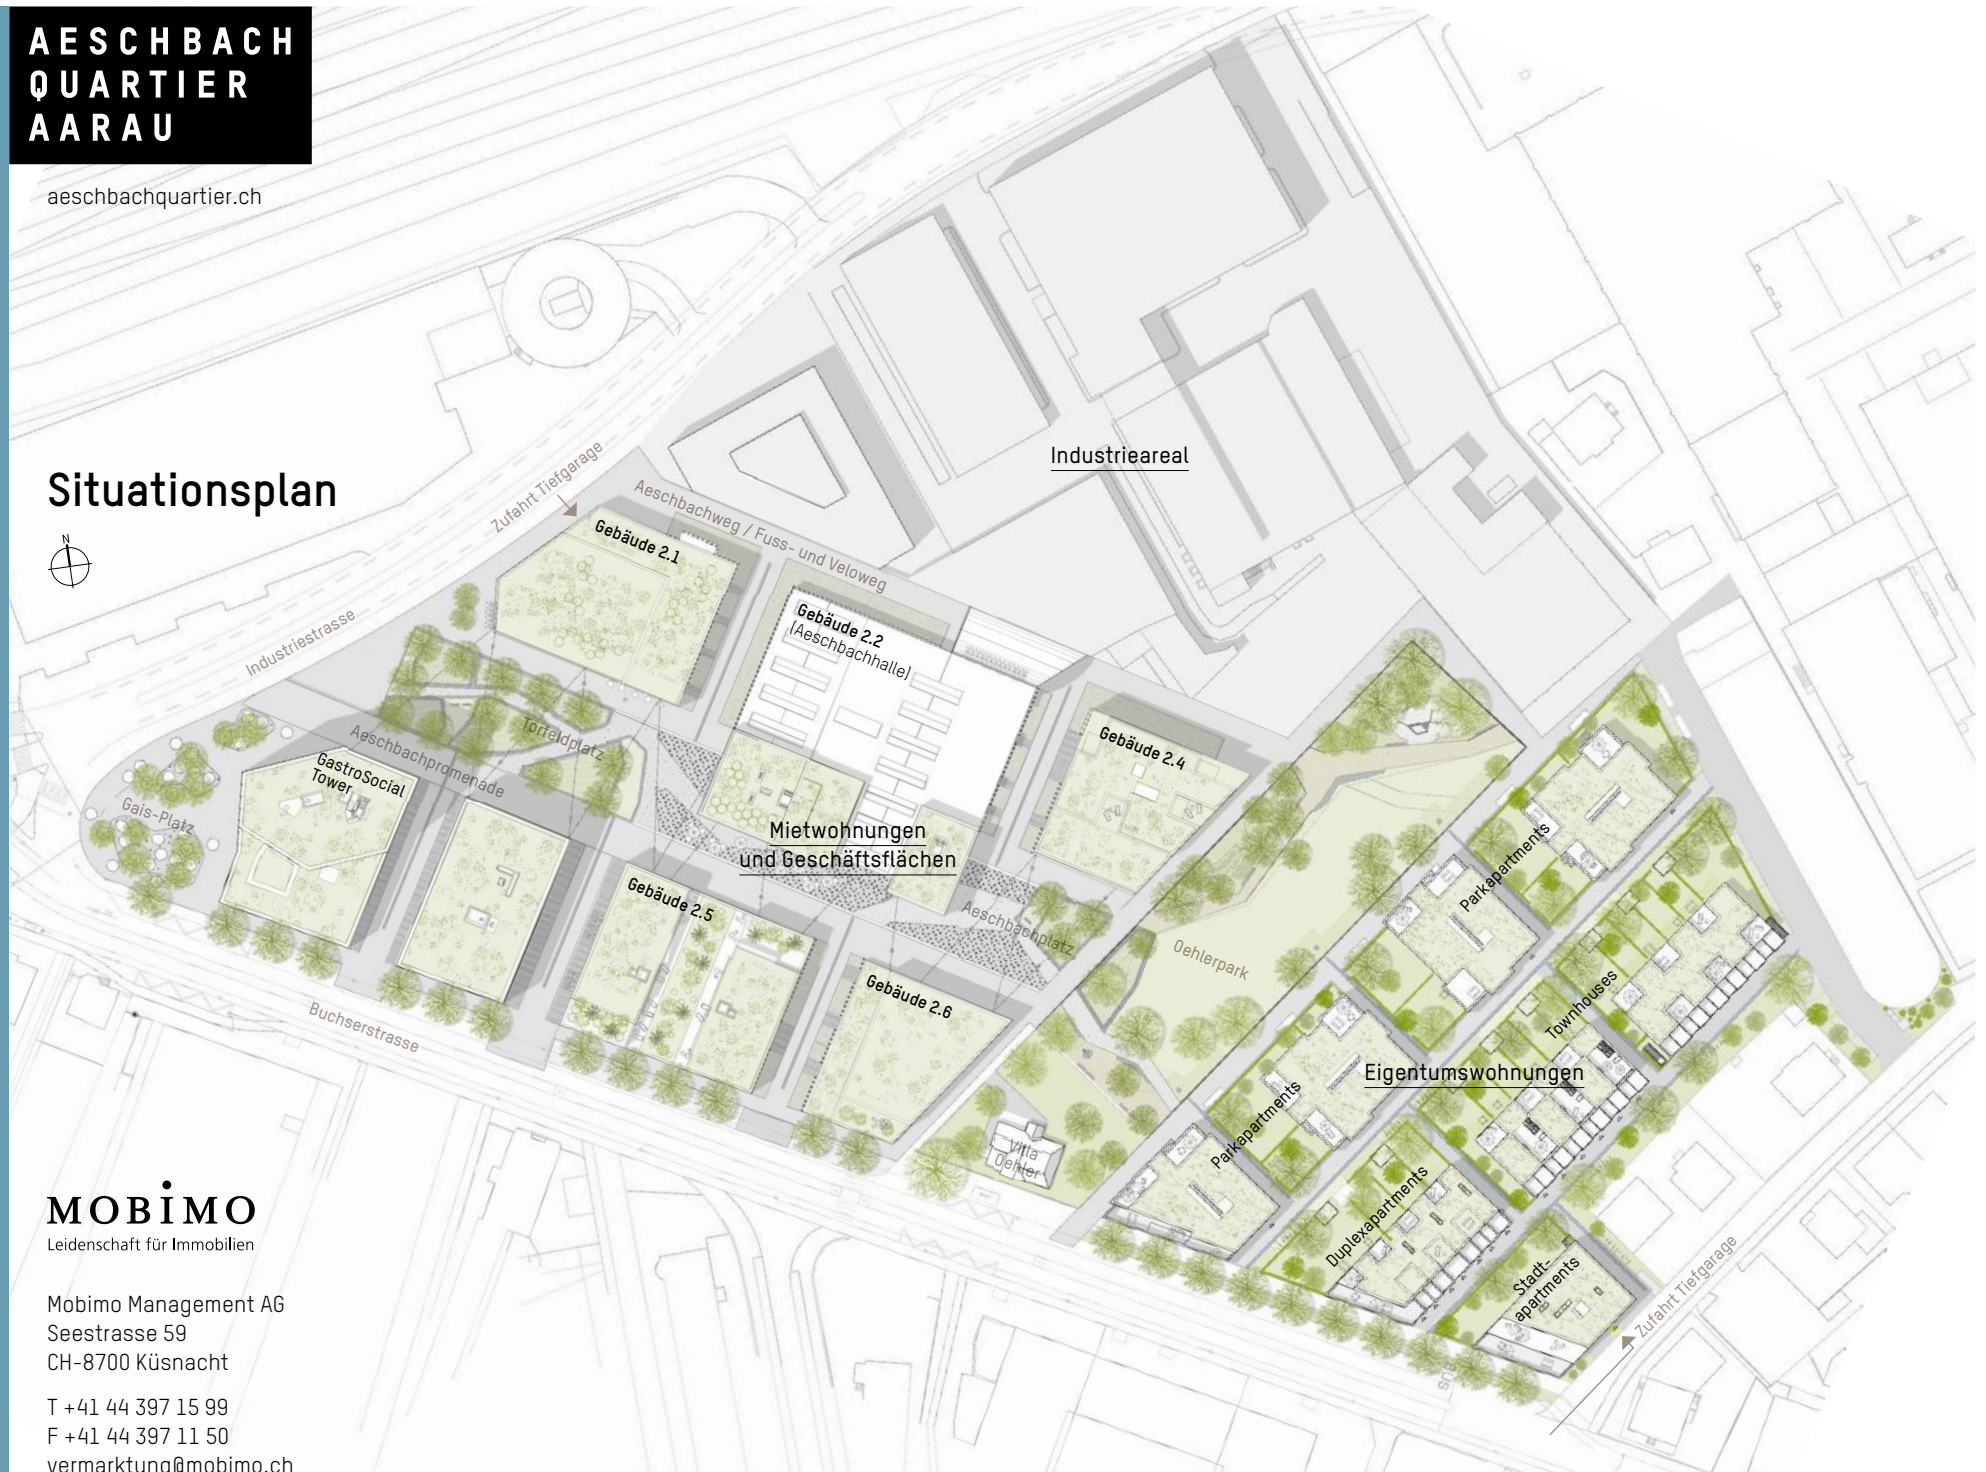 AESCHBACH
QUARTIER
AARAU
aeschbachquartier.ch
Situationsplan
N
Industrieareal
Zufahrt Tiefgarage
Aeschbachweg / Fuss- und Veloweg
Gebäude 2.1
Gebäude 2.2
(Aeschbachhalle)
Industriestrasse
Torfeldplatz
Aeschbachpromenade
GastroSocial
Tower
Gais-Platz
Gebäude 2.4
Mietwohnungen
und Geschäftsflächen
Gebäude 2.5
Aeschbachplatz
Gebäude 2.6
Oehlerpark
Buchserstrasse
Villa
Oehler
Parkapartments
Townhouses
Eigentumswohnungen
Parkapartments
Duplexapartments
Stadt-
apartments
Zufahrt Tiefgarage
MOBIMO
Leidenschaft für Immobilien
Mobimo Management AG
Seestrasse 59
CH-8700 Küsnacht
T +41 44 397 15 99
F +41 44 397 11 50
vermarktung@mobimo.ch